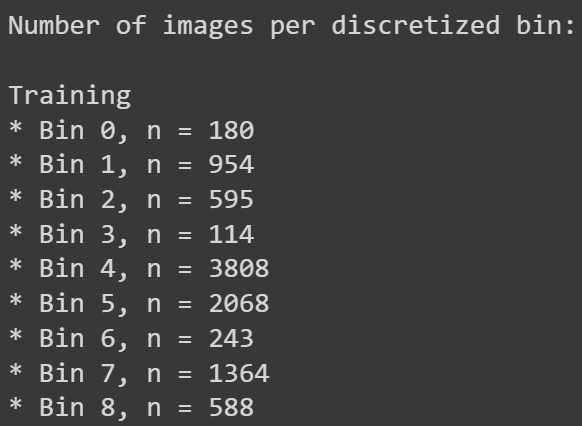 Number of images per discretized bin:
Training
* Bin 0, n = 180
* Bin 1, n = 954
* Bin 2, n = 595
* Bin 3, n = 114
* Bin 4, n = 3808
* Bin 5, n = 2068
* Bin 6, n = 243
* Bin 7, n = 1364
* Bin 8, n = 588